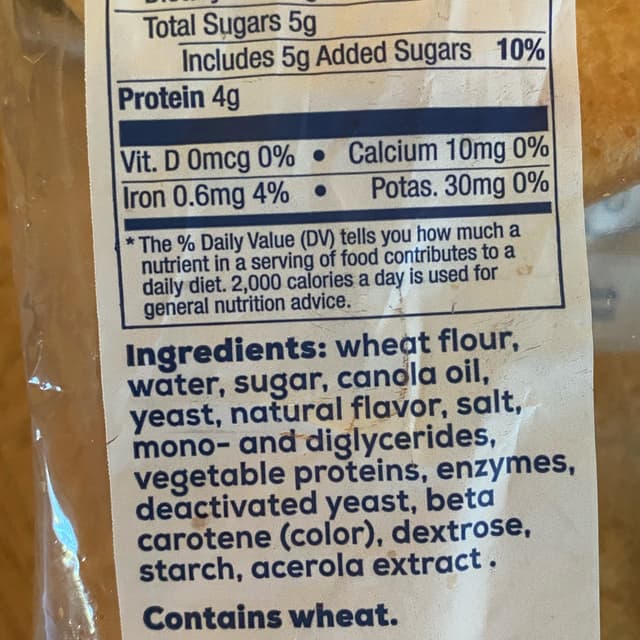 Total Sugars 5g
Includes 5g Added Sugars 10%
Protein 4g
Vit. D 0mcg 0% • Calcium 10mg 0%
Iron 0.6mg 4% • Potas. 30mg 0%
* The % Daily Value (DV) tells you how much a
nutrient in a serving of food contributes to a
daily diet. 2,000 calories a day is used for
general nutrition advice.
Ingredients: wheat flour,
water, sugar, canola oil,
yeast, natural flavor, salt,
mono- and diglycerides,
vegetable proteins, enzymes,
deactivated yeast, beta
carotene (color), dextrose,
starch, acerola extract.
Contains wheat.